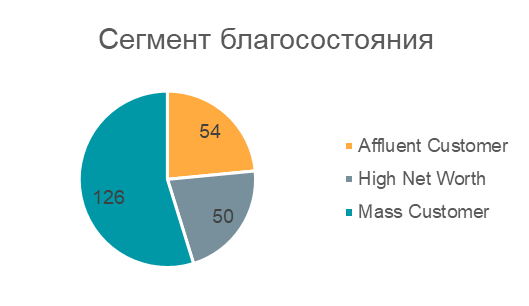 Сегмент благосостояния
54
126
50
Affluent Customer
High Net Worth
Mass Customer